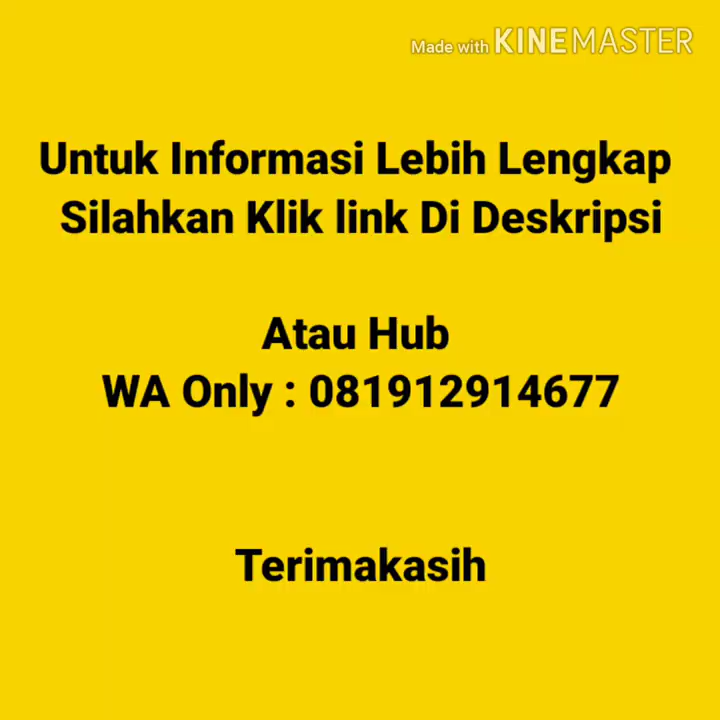 Made with KINEMASTER
Untuk Informasi Lebih Lengkap
Silahkan Klik link Di Deskripsi
Atau Hub
WA Only : 081912914677
Terimakasih